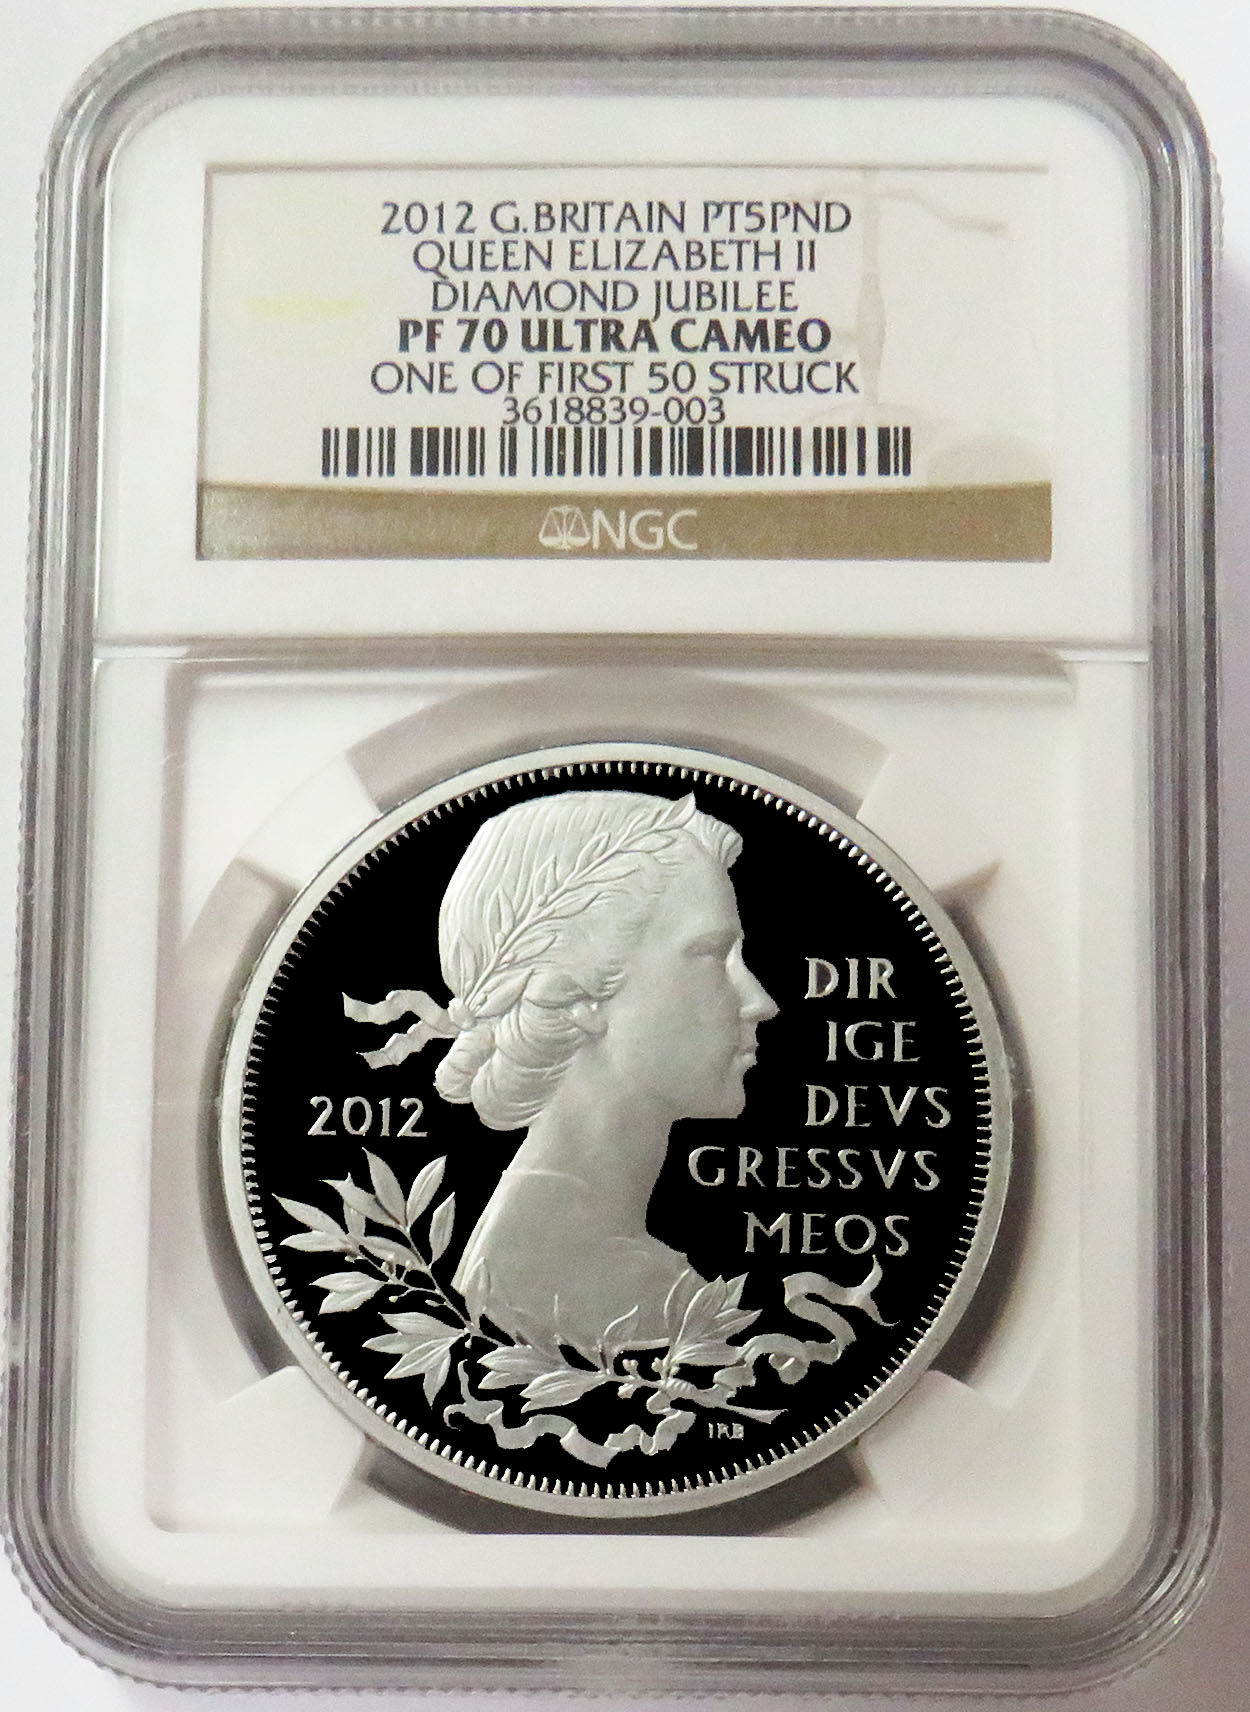 2012 G.BRITAIN PT5PND
QUEEN ELIZABETH II
DIAMOND JUBILEE
PF 70 ULTRA CAMEO
ONE OF FIRST 50 STRUCK
3618839-003
NGC
DIR
IGE
DEVS
GRESSVS
MEOS
2012
IRB